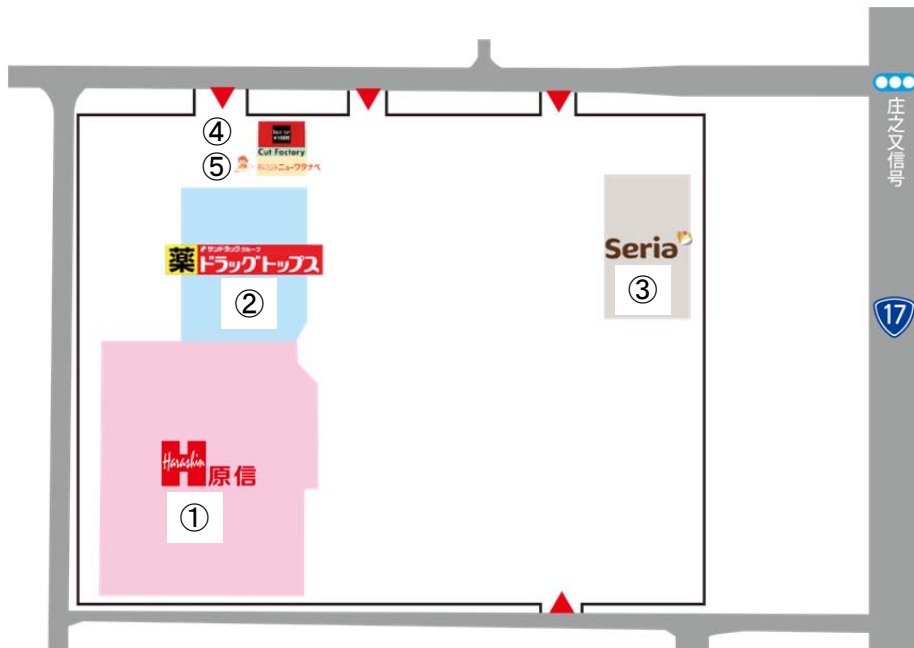 庄之又信号
④
Cut Factory
⑤
ニューワタナベ
サンドラッググループ
薬
ドラッグトップス
②
Seria
③
17
Harashin
H
原信
①